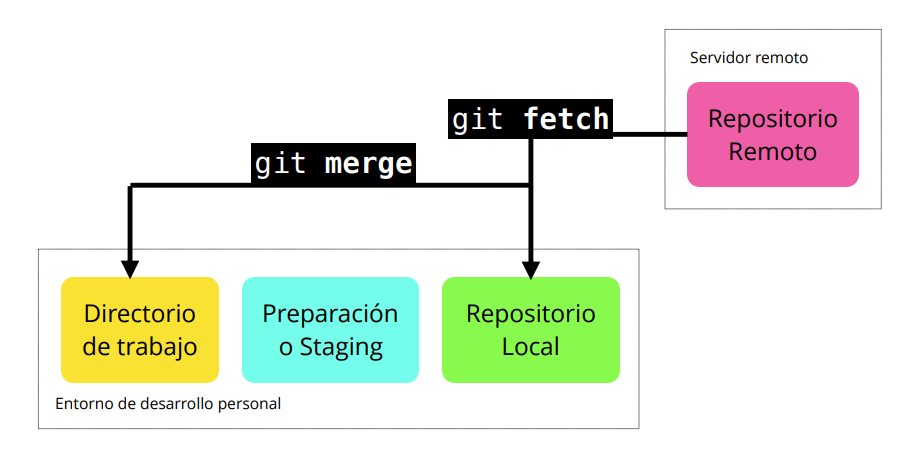 Servidor remoto
Repositorio
Remoto
git fetch
git merge
Directorio
de trabajo
Preparación
o Staging
Repositorio
Local
Entorno de desarrollo personal